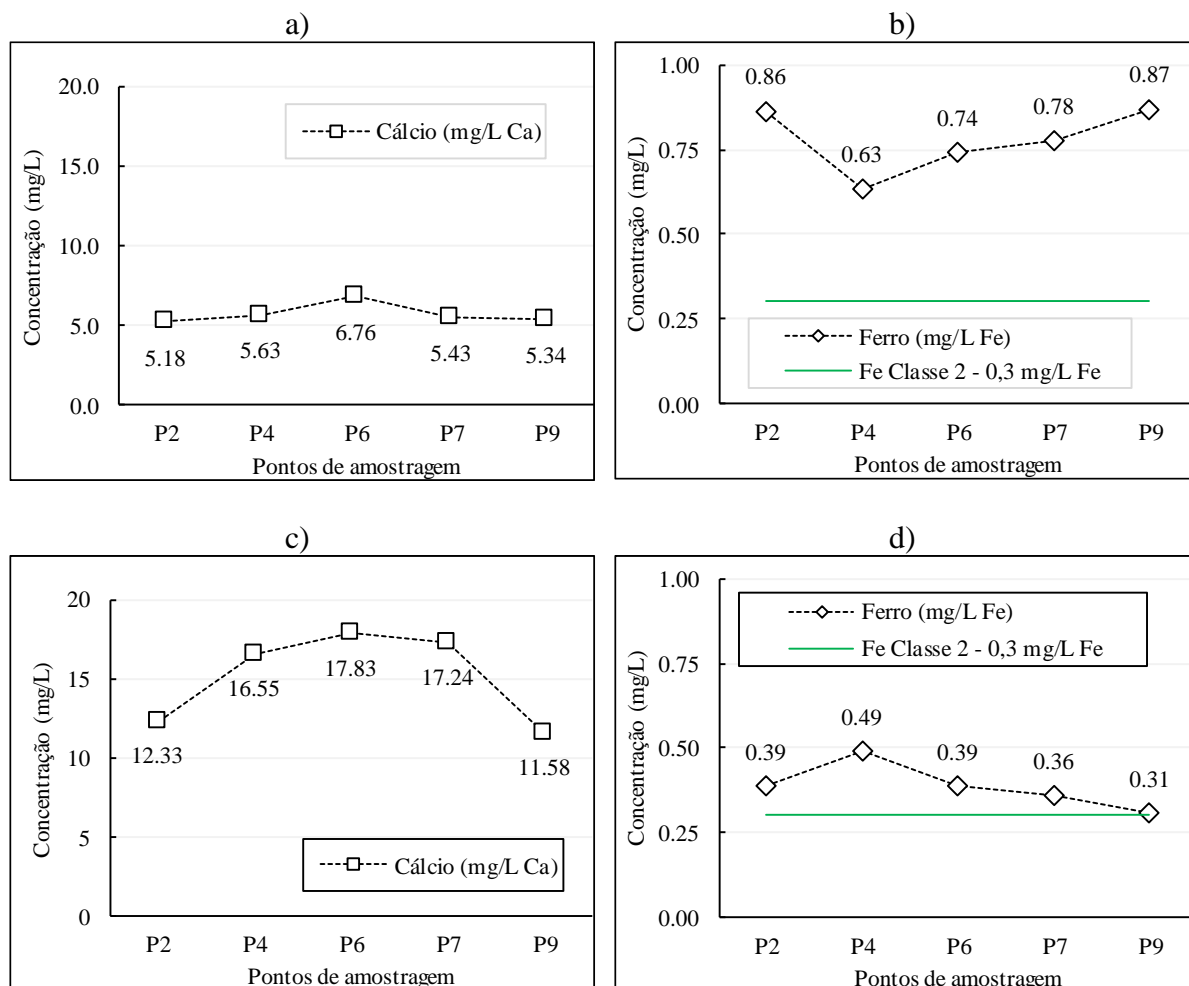 a)
20.0
15.0
10.0
5.0
0.0
Concentração (mg/L)
Cálcio (mg/L Ca)
5.18
5.63
6.76
5.43
5.34
P2 P4 P6 P7 P9
Pontos de amostragem
b)
1.00
0.75
0.50
0.25
0.00
Concentração (mg/L)
0.86
0.63
0.74
0.78
0.87
Ferro (mg/L Fe)
Fe Classe 2 - 0,3 mg/L Fe
P2 P4 P6 P7 P9
Pontos de amostragem
c)
20
15
10
5
0
Concentração (mg/L)
12.33
16.55
17.83
17.24
11.58
Cálcio (mg/L Ca)
P2 P4 P6 P7 P9
Pontos de amostragem
d)
1.00
0.75
0.50
0.25
0.00
Concentração (mg/L)
Ferro (mg/L Fe)
Fe Classe 2 - 0,3 mg/L Fe
0.39
0.49
0.39
0.36
0.31
P2 P4 P6 P7 P9
Pontos de amostragem